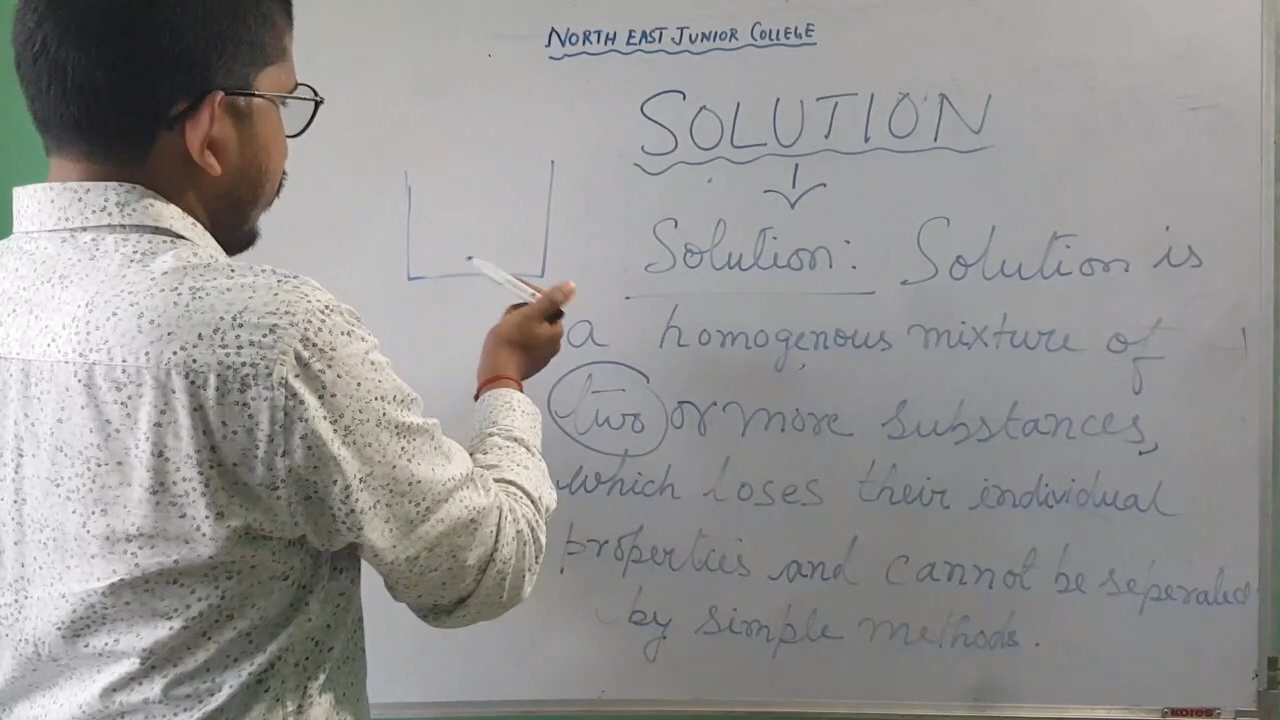 NORTH EAST JUNIOR COLLEGE
SOLUTION
Solution: Solution is
a homogenous mixture of
two or more substances,
which loses their individual
properties and cannot be seperated
by simple methods.
kores